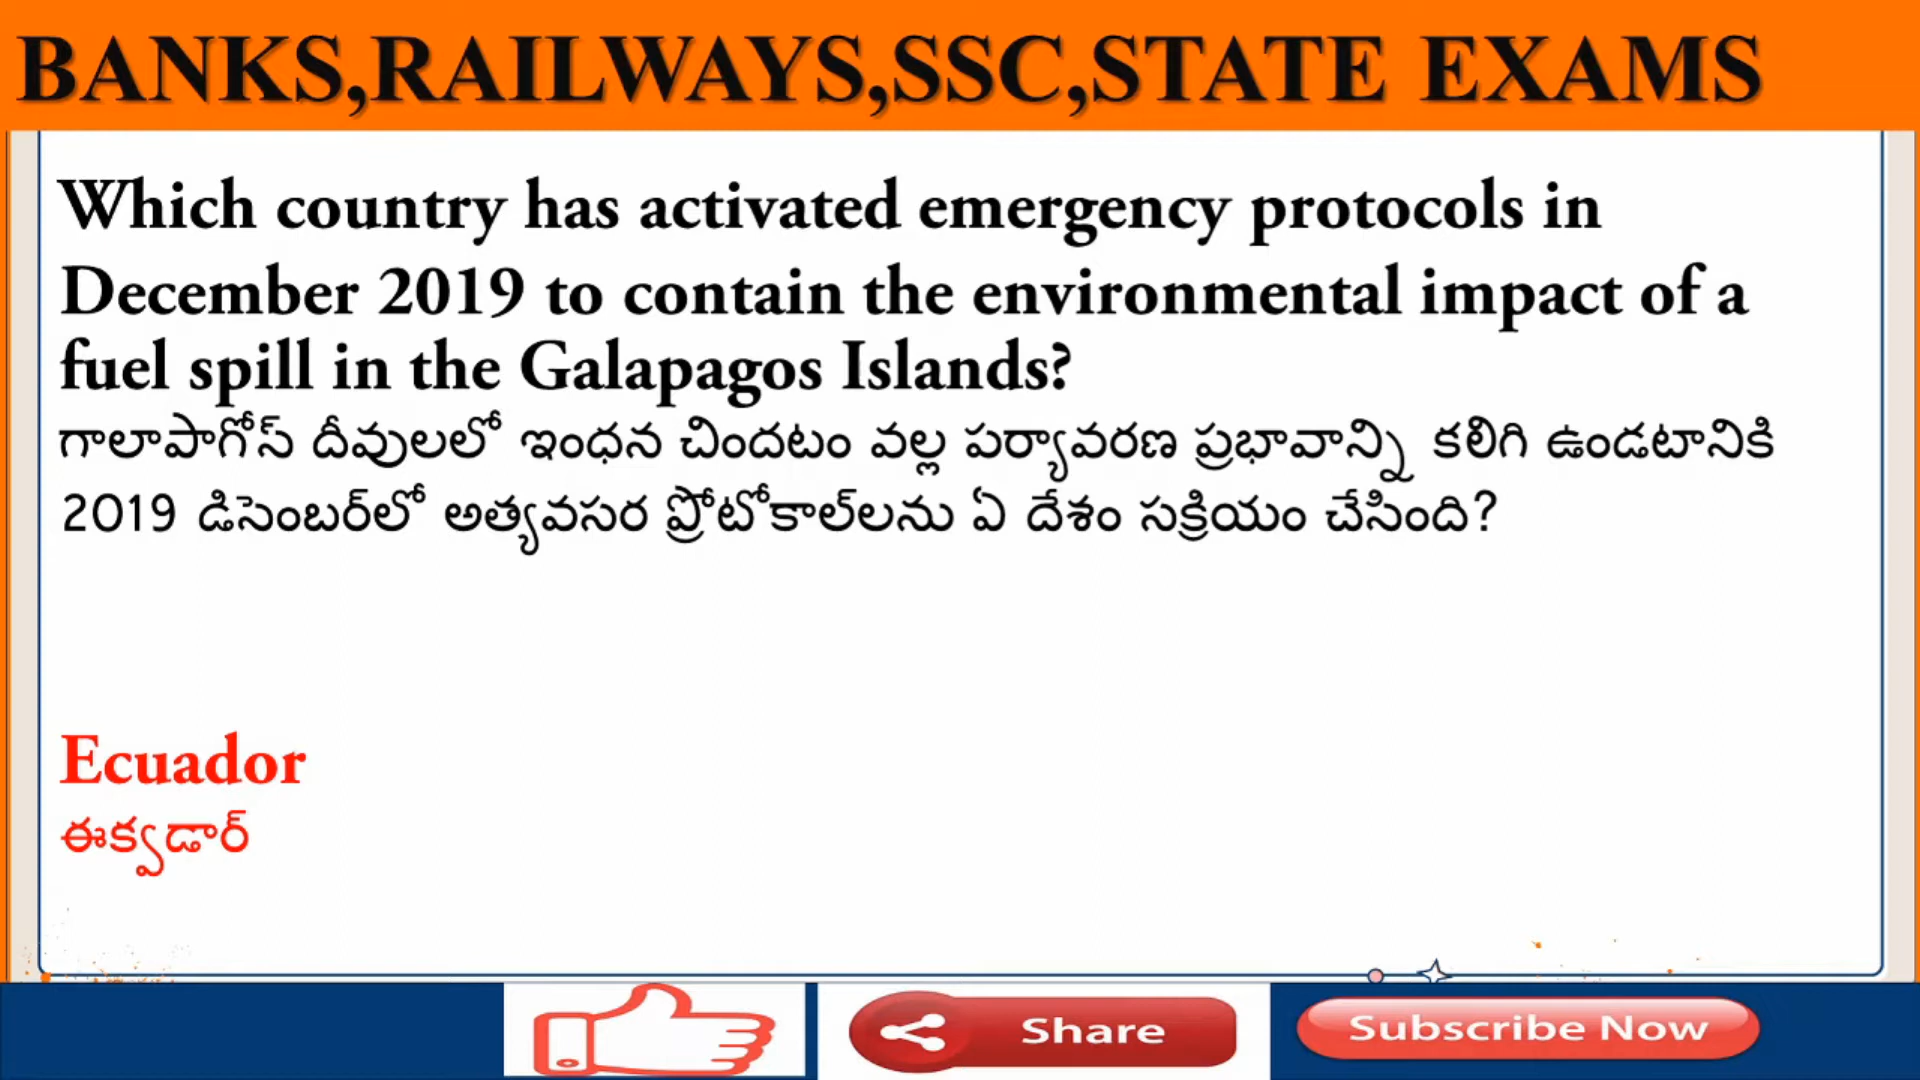 BANKS,RAILWAYS,SSC,STATE EXAMS
Which country has activated emergency protocols in
December 2019 to contain the environmental impact of a
fuel spill in the Galapagos Islands?
గాలాపాగోస్ దీవులలో ఇంధన చిందటం వల్ల పర్యావరణ ప్రభావాన్ని కలిగి ఉండటానికి
2019 డిసెంబర్‌లో అత్యవసర ప్రోటోకాల్‌లను ఏ దేశం సక్రియం చేసింది?
Ecuador
ఈక్వడార్
Share
Subscribe Now